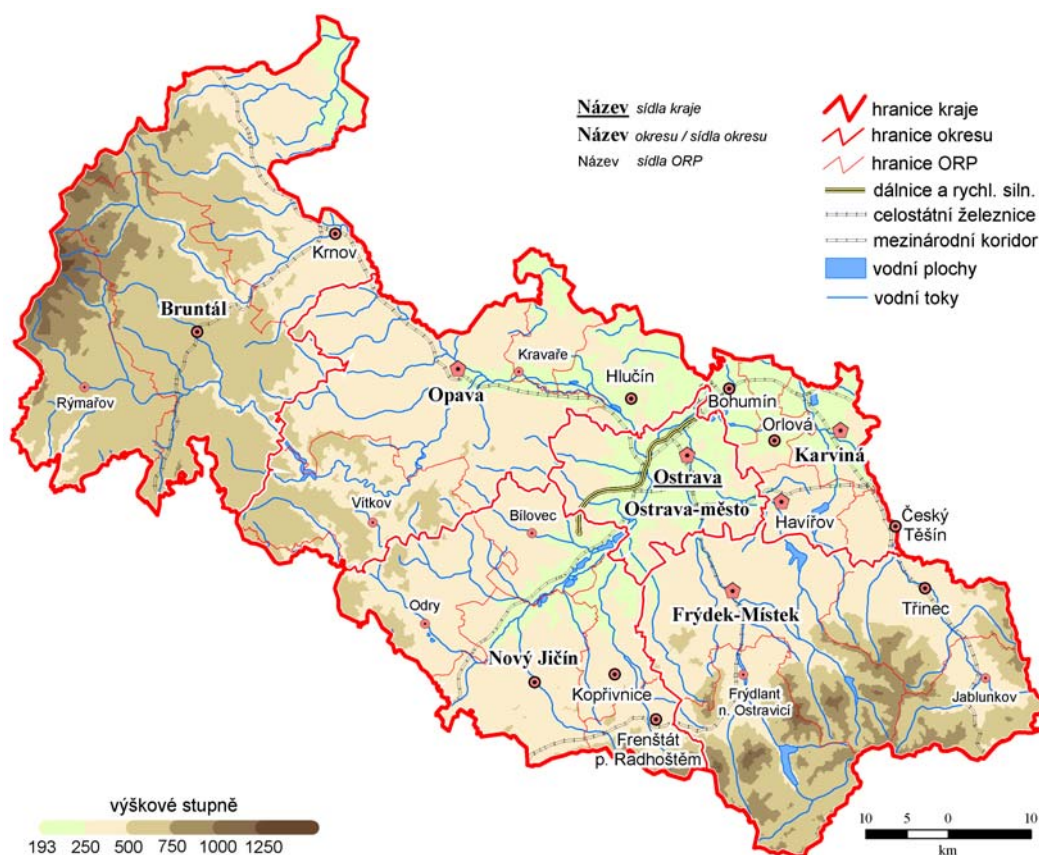 Název sídla kraje
Název okresu / sídla okresu
Název sídla ORP
hranice kraje
hranice okresu
hranice ORP
dálnice a rychl. siln.
celostátní železnice
mezinárodní koridor
vodní plochy
vodní toky
Krnov
Bruntál
Rýmařov
Opava
Kravaře
Hlučín
Bohumín
Orlová
Karviná
Ostrava
Ostrava-město
Havířov
Český
Těšín
Vítkov
Bílovec
Odry
Nový Jičín
Kopřivnice
Frenštát
p. Radhoštěm
Frýdek-Místek
Frýdlant
n. Ostravicí
Třinec
Jablunkov
výškové stupně
193 250 500 750 1000 1250
10 5 0 10
km